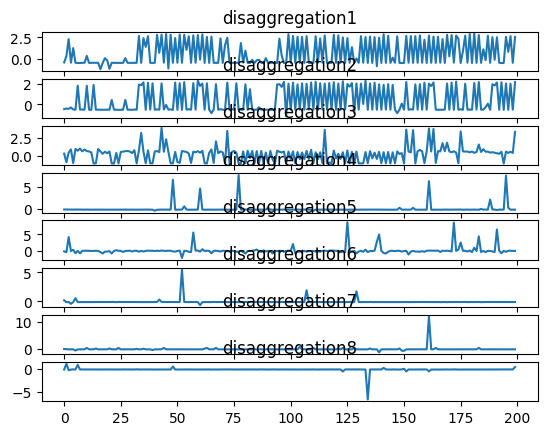 disaggregation1
2.5
0.0
disaggregation2
2
0
disaggregation3
2.5
0.0
disaggregation4
5
0
disaggregation5
5
0
disaggregation6
5
0
disaggregation7
10
0
disaggregation8
0
−5
0 25 50 75 100 125 150 175 200